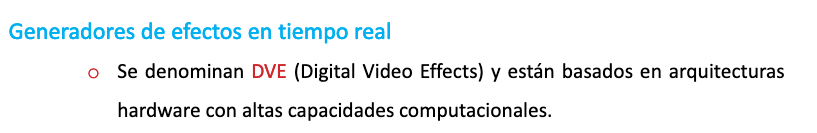 Generadores de efectos en tiempo real
o Se denominan DVE (Digital Video Effects) y están basados en arquitecturas
hardware con altas capacidades computacionales.